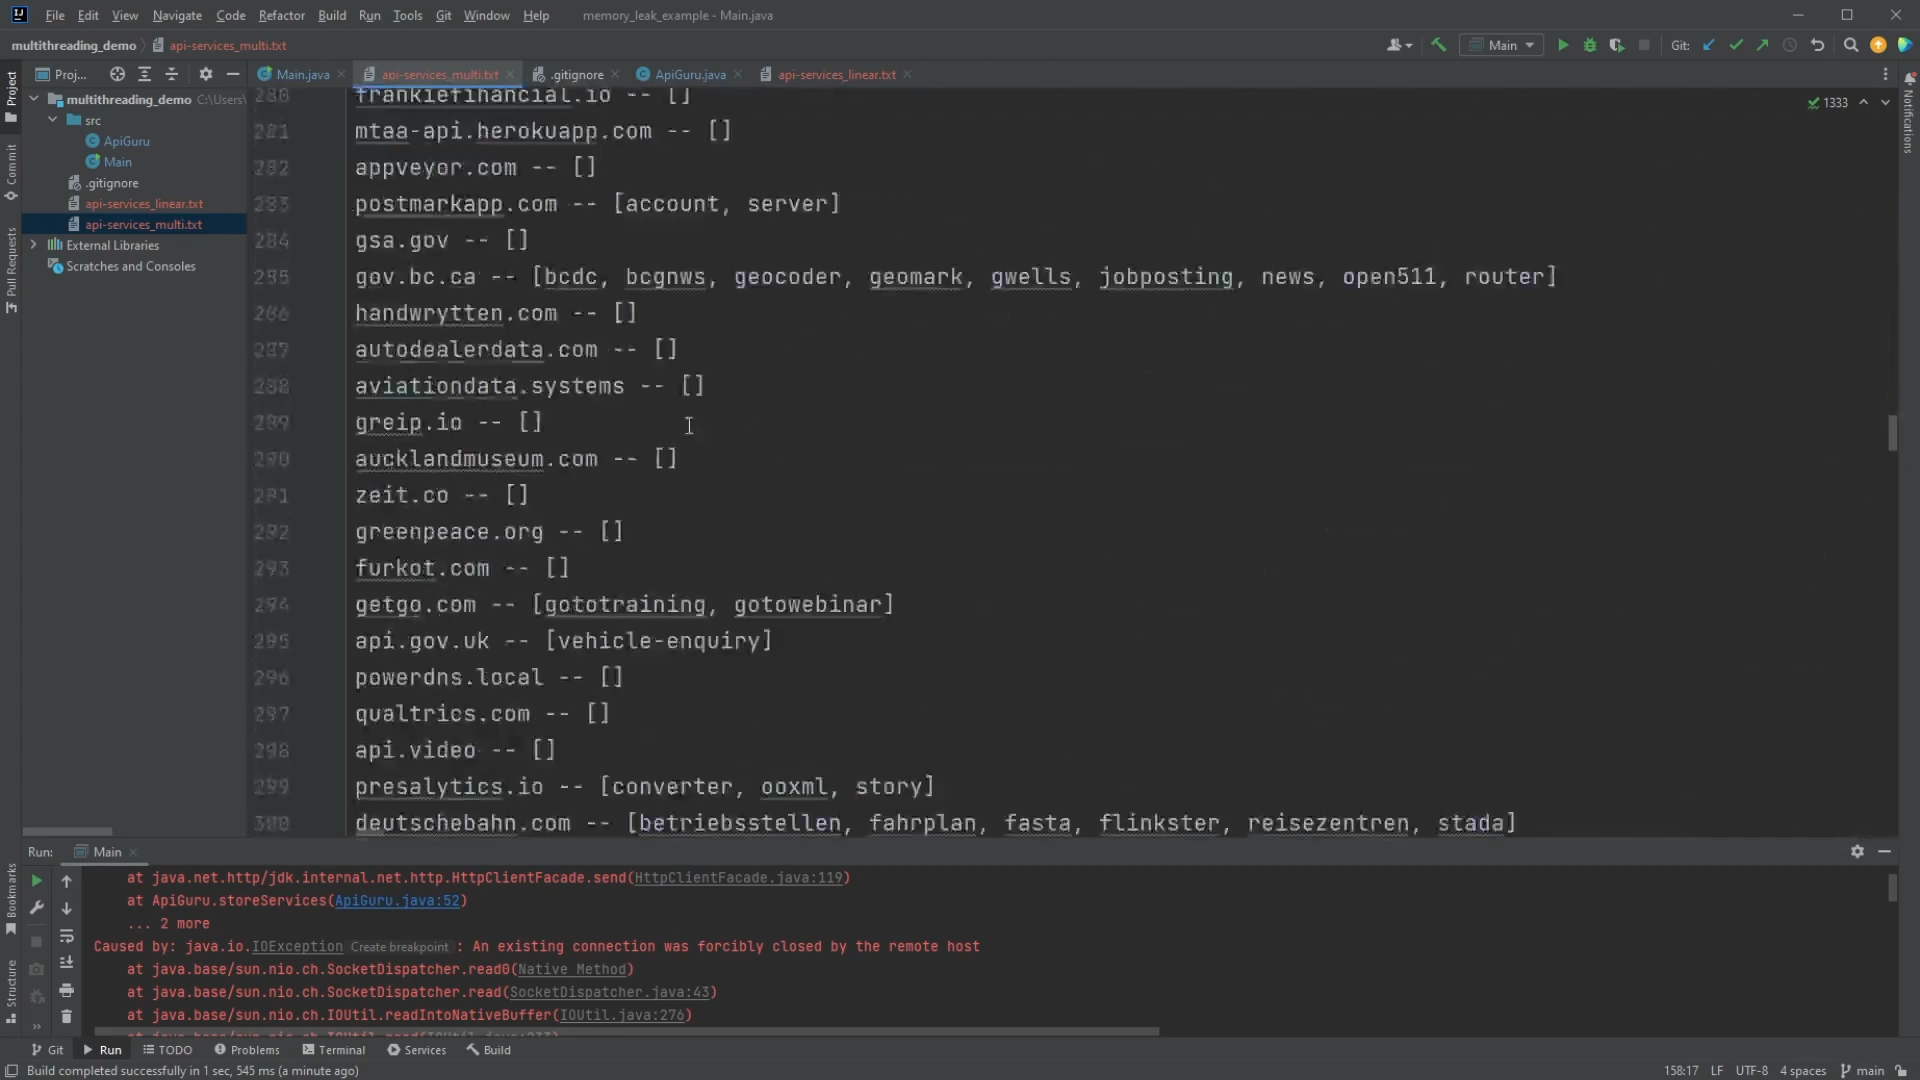 File Edit View Navigate Code Refactor Build Run Tools Git Window Help memory_leak_example - Main.java
multithreading_demo api-services_multi.txt Main Git:
Proj... Main.java api-services_multi.txt .gitignore ApiGuru.java api-services_linear.txt
multithreading_demo C:\Users\
src
ApiGuru
Main
.gitignore
api-services_linear.txt
api-services_multi.txt
External Libraries
Scratches and Consoles
Project
Commit
Pull Requests
Bookmarks
Structure
Notifications
1333
280 frankiefinancial.io -- []
281 mtaa-api.herokuapp.com -- []
282 appveyor.com -- []
283 postmarkapp.com -- [account, server]
284 gsa.gov -- []
285 gov.bc.ca -- [bcdc, bcgnws, geocoder, geomark, gwells, jobposting, news, open511, router]
286 handwrytten.com -- []
287 autodealerdata.com -- []
288 aviationdata.systems -- []
289 greip.io -- []
290 aucklandmuseum.com -- []
291 zeit.co -- []
292 greenpeace.org -- []
293 furkot.com -- []
294 getgo.com -- [gototraining, gotowebinar]
295 api.gov.uk -- [vehicle-enquiry]
296 powerdns.local -- []
297 qualtrics.com -- []
298 api.video -- []
299 presalytics.io -- [converter, ooxml, story]
300 deutschebahn.com -- [betriebsstellen, fahrplan, fasta, flinkster, reisezentren, stada]
Run: Main
at java.net.http/jdk.internal.net.http.HttpClientFacade.send(HttpClientFacade.java:119)
at ApiGuru.storeServices(ApiGuru.java:52)
... 2 more
Caused by: java.io.IOException Create breakpoint : An existing connection was forcibly closed by the remote host
at java.base/sun.nio.ch.SocketDispatcher.read0(Native Method)
at java.base/sun.nio.ch.SocketDispatcher.read(SocketDispatcher.java:43)
at java.base/sun.nio.ch.IOUtil.readIntoNativeBuffer(IOUtil.java:276)
Git Run TODO Problems Terminal Services Build
Build completed successfully in 1 sec, 545 ms (a minute ago) 158:17 LF UTF-8 4 spaces main